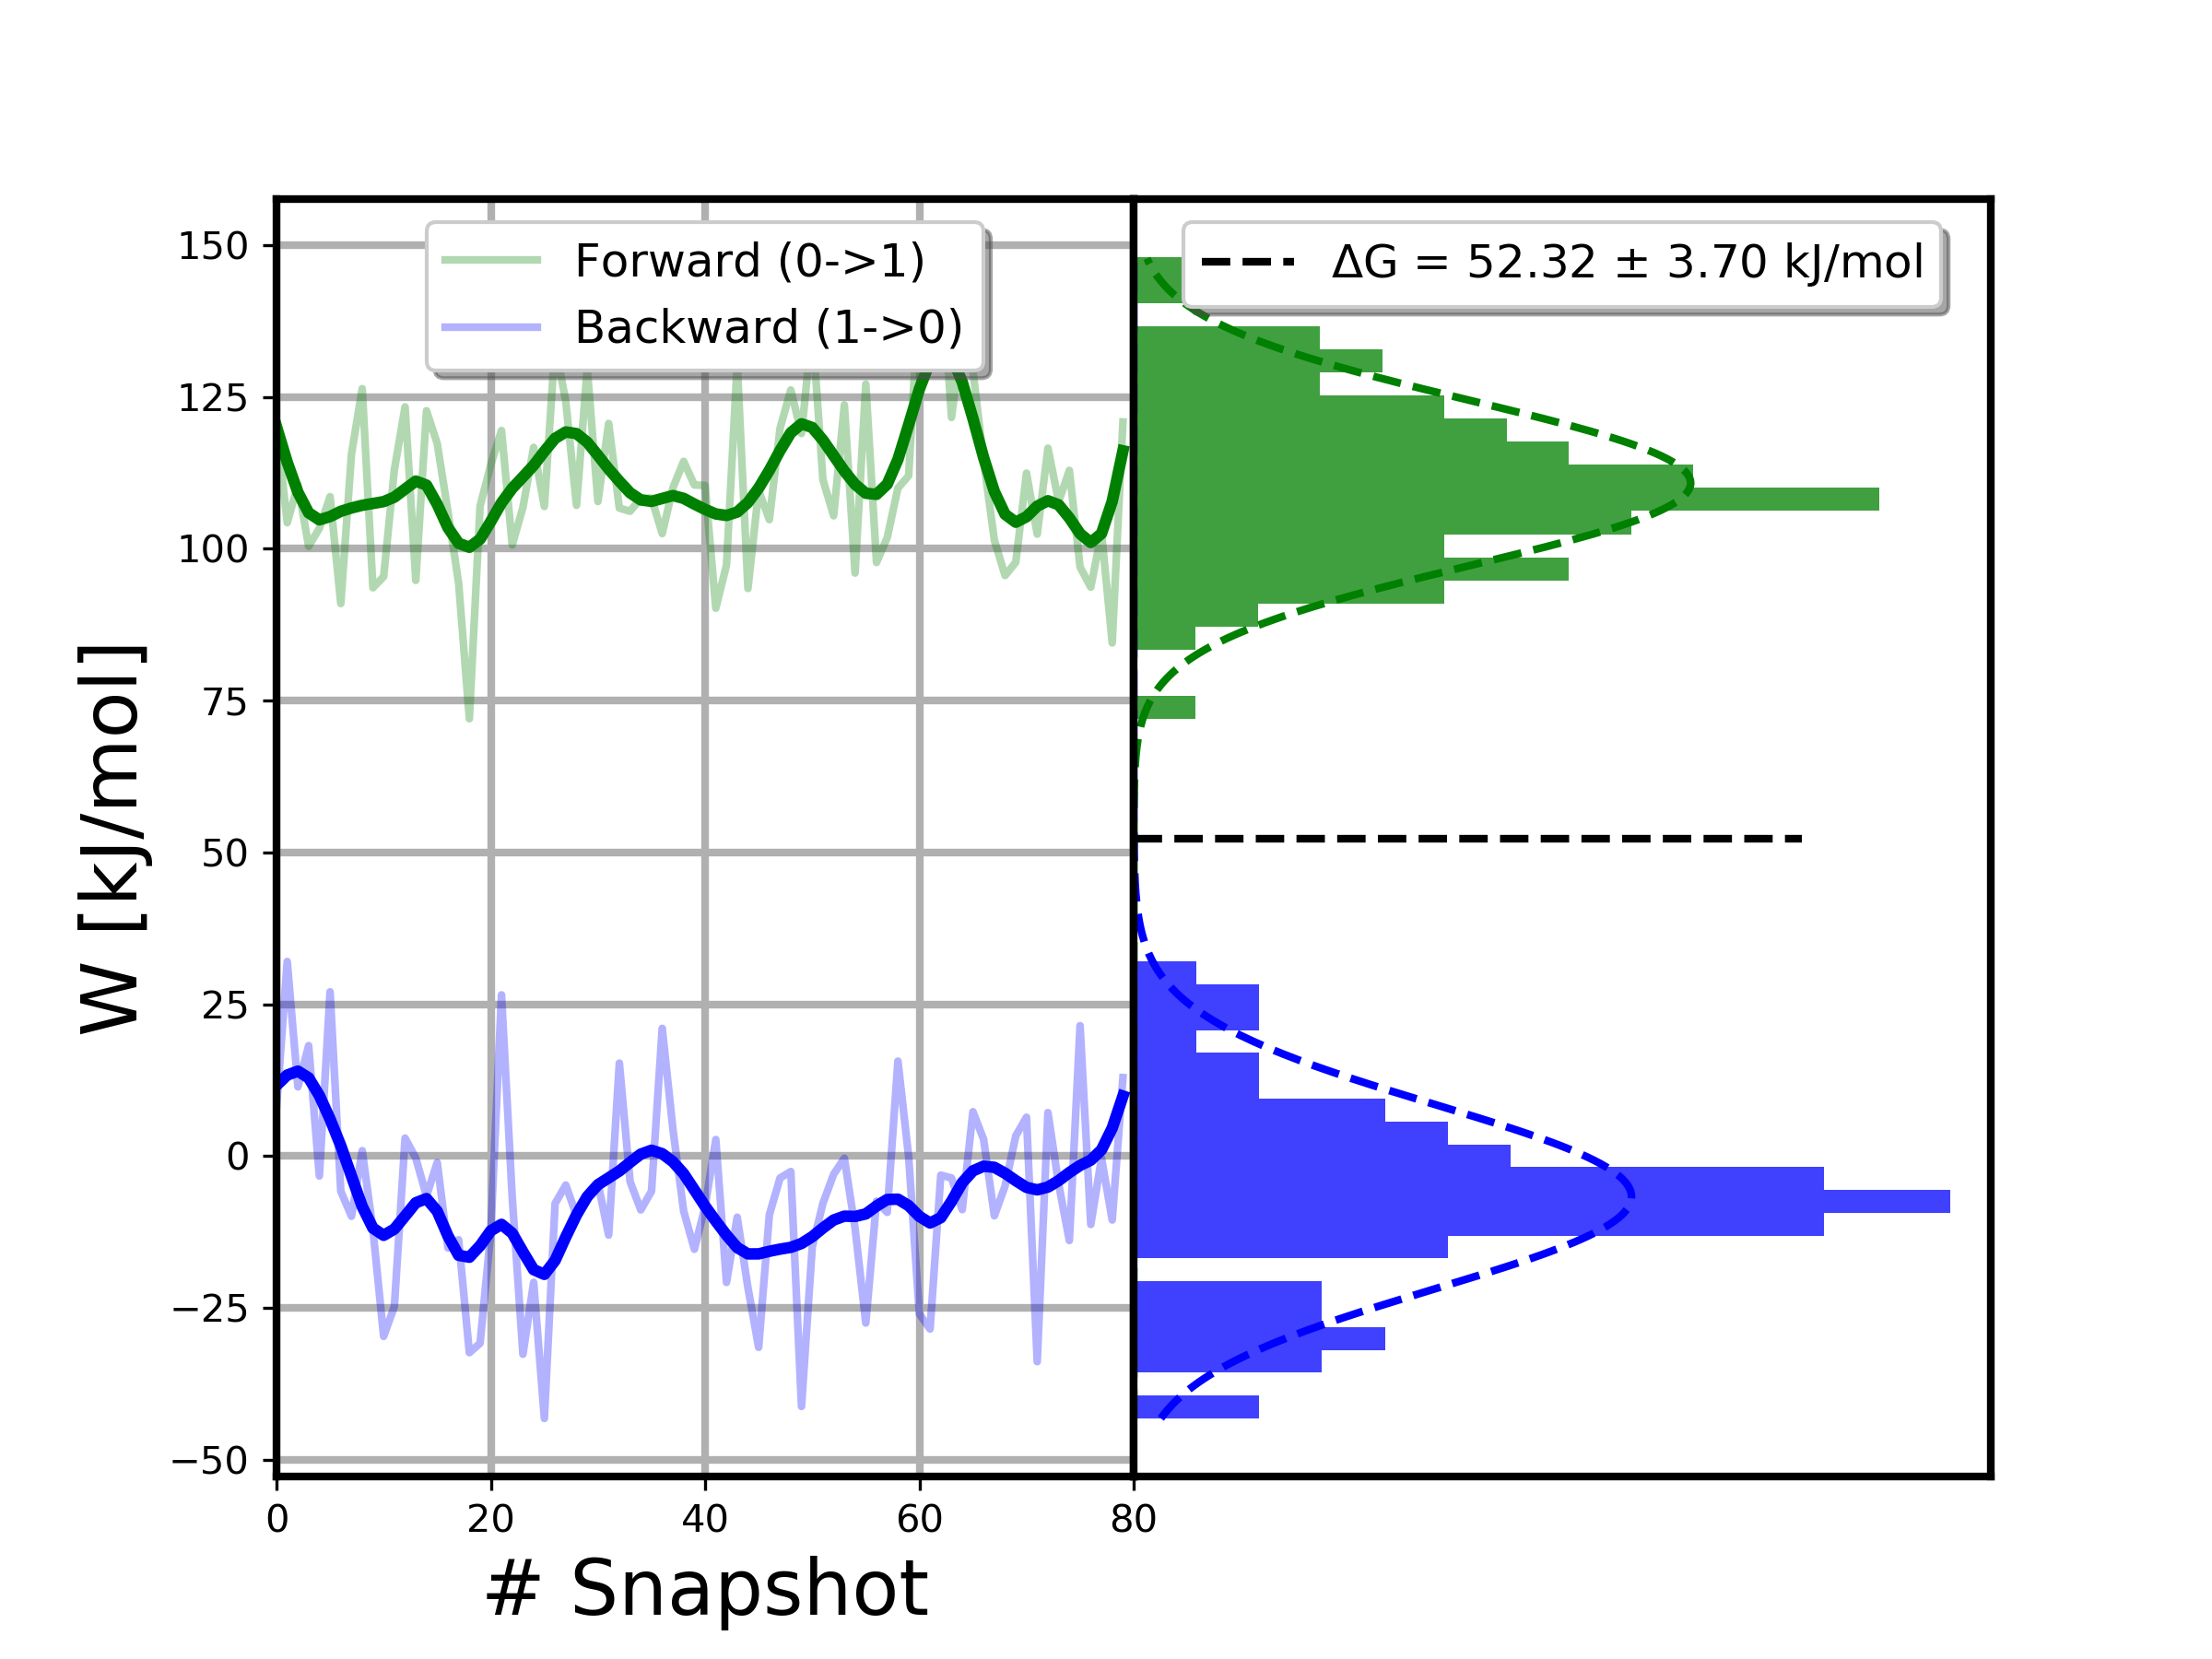 Forward (0->1)
Backward (1->0)
ΔG = 52.32 ± 3.70 kJ/mol
W [kJ/mol]
150
125
100
75
50
25
0
−25
−50
0 20 40 60 80
# Snapshot